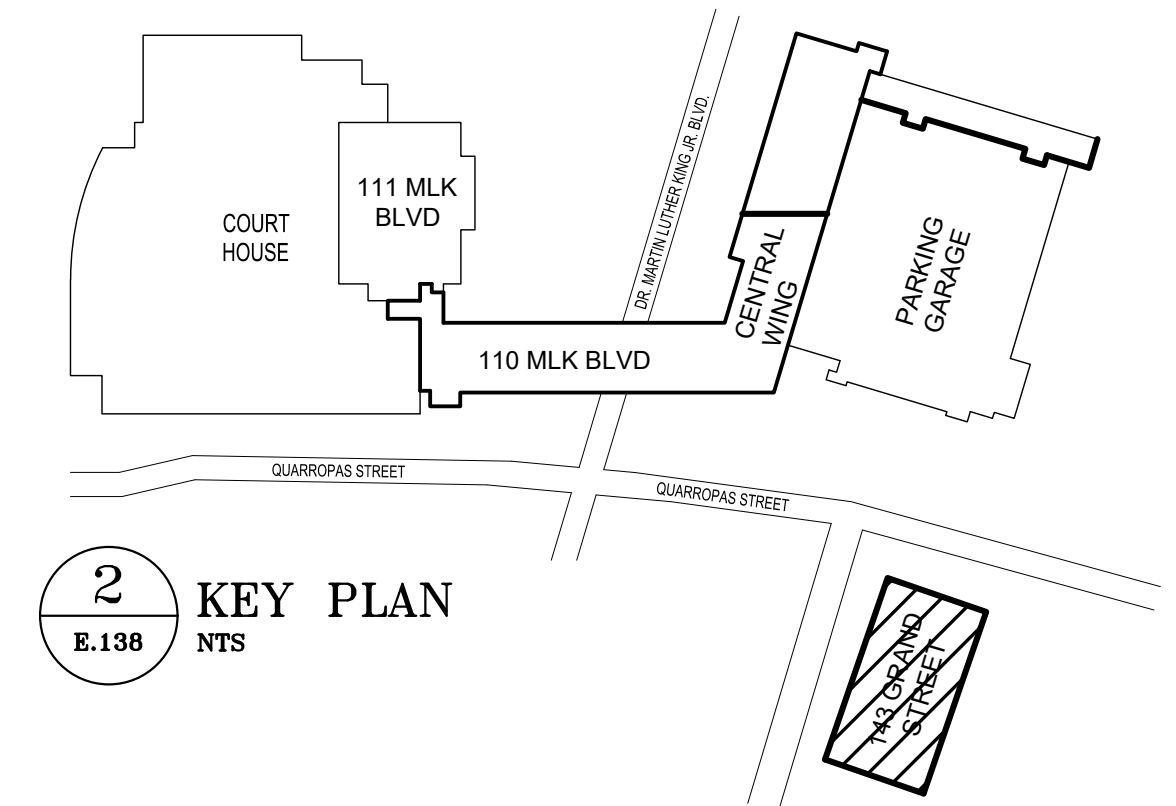 COURT
HOUSE
111 MLK
BLVD
DR. MARTIN LUTHER KING JR. BLVD.
CENTRAL
WING
PARKING
GARAGE
110 MLK BLVD
QUARROPAS STREET
QUARROPAS STREET
143 GRAND
STREET
2
E.138
KEY PLAN
NTS